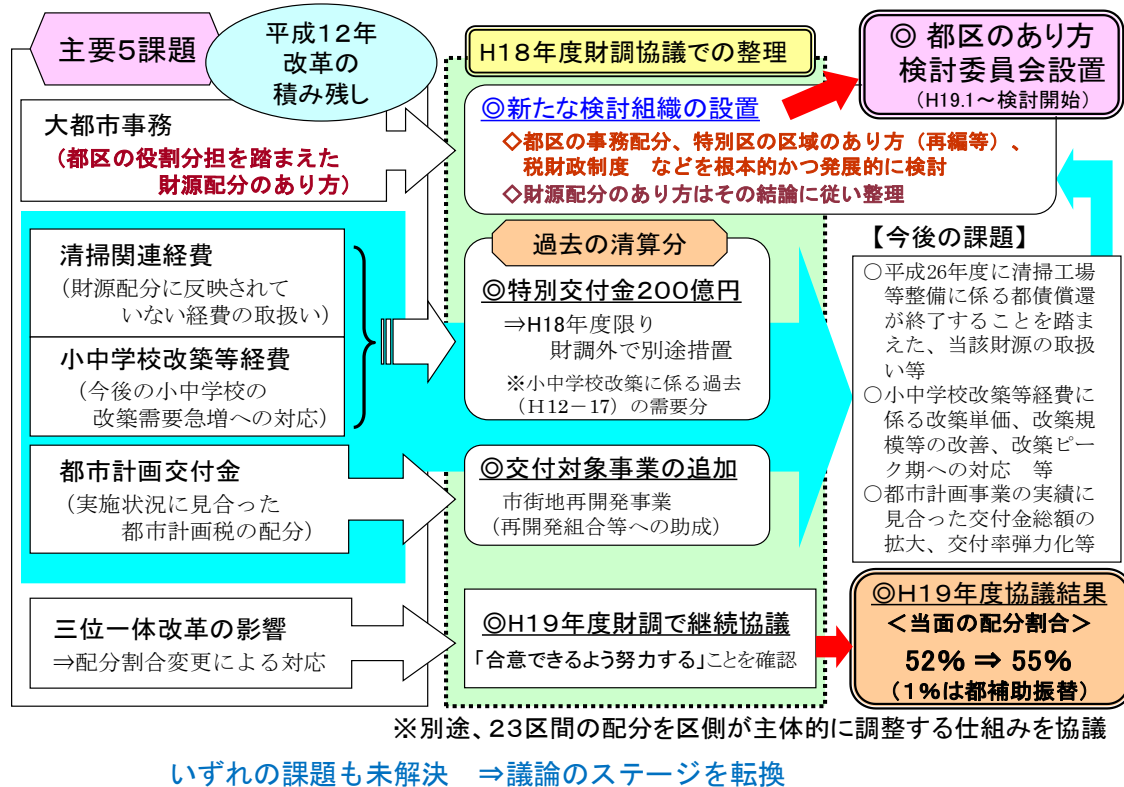 主要5課題
平成12年
改革の
積み残し
大都市事務
(都区の役割分担を踏まえた
財源配分のあり方)
清掃関連経費
(財源配分に反映されて
いない経費の取扱い)
小中学校改築等経費
(今後の小中学校の
改築需要急増への対応)
都市計画交付金
(実施状況に見合った
都市計画税の配分)
三位一体改革の影響
⇒配分割合変更による対応
H18年度財調協議での整理
◎新たな検討組織の設置
◇都区の事務配分、特別区の区域のあり方(再編等)、
税財政制度 などを根本的かつ発展的に検討
◇財源配分のあり方はその結論に従い整理
過去の清算分
◎特別交付金200億円
⇒H18年度限り
財調外で別途措置
※小中学校改築に係る過去
(H12-17)の需要分
◎交付対象事業の追加
市街地再開発事業
(再開発組合等への助成)
◎H19年度財調で継続協議
「合意できるよう努力する」ことを確認
◎ 都区のあり方
検討委員会設置
(H19.1~検討開始)
【今後の課題】
○平成26年度に清掃工場
等整備に係る都債償還
が終了することを踏ま
えた、当該財源の取扱
い等
○小中学校改築等経費に
係る改築単価、改築規
模等の改善、改築ピー
ク期への対応 等
○都市計画事業の実績に
見合った交付金総額の
拡大、交付率弾力化等
◎H19年度協議結果
<当面の配分割合>
52% ⇒ 55%
(1%は都補助振替)
※別途、23区間の配分を区側が主体的に調整する仕組みを協議
いずれの課題も未解決 ⇒議論のステージを転換